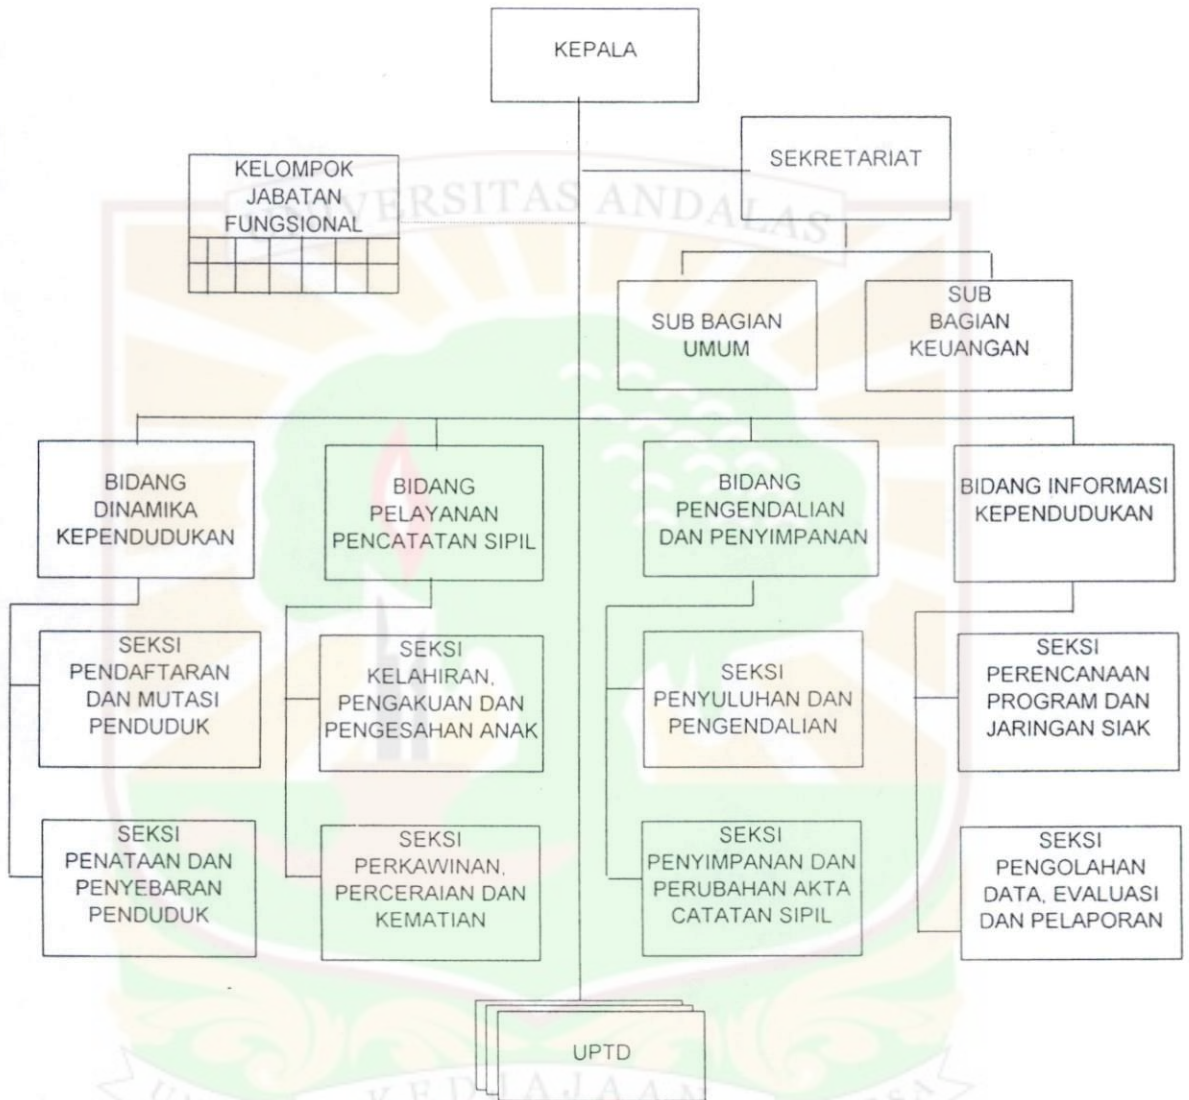 KEPALA
SEKRETARIAT
KELOMPOK
JABATAN
FUNGSIONAL
UNIVERSITAS ANDALAS
SUB BAGIAN
UMUM
SUB
BAGIAN
KEUANGAN
BIDANG
DINAMIKA
KEPENDUDUKAN
BIDANG
PELAYANAN
PENCATATAN SIPIL
BIDANG
PENGENDALIAN
DAN PENYIMPANAN
BIDANG INFORMASI
KEPENDUDUKAN
SEKSI
PENDAFTARAN
DAN MUTASI
PENDUDUK
SEKSI
KELAHIRAN,
PENGAKUAN DAN
PENGESAHAN ANAK
SEKSI
PENYULUHAN DAN
PENGENDALIAN
SEKSI
PERENCANAAN
PROGRAM DAN
JARINGAN SIAK
SEKSI
PENATAAN DAN
PENYEBARAN
PENDUDUK
SEKSI
PERKAWINAN,
PERCERAIAN DAN
KEMATIAN
SEKSI
PENYIMPANAN DAN
PERUBAHAN AKTA
CATATAN SIPIL
SEKSI
PENGOLAHAN
DATA, EVALUASI
DAN PELAPORAN
UPTD
KEDJAJAAN